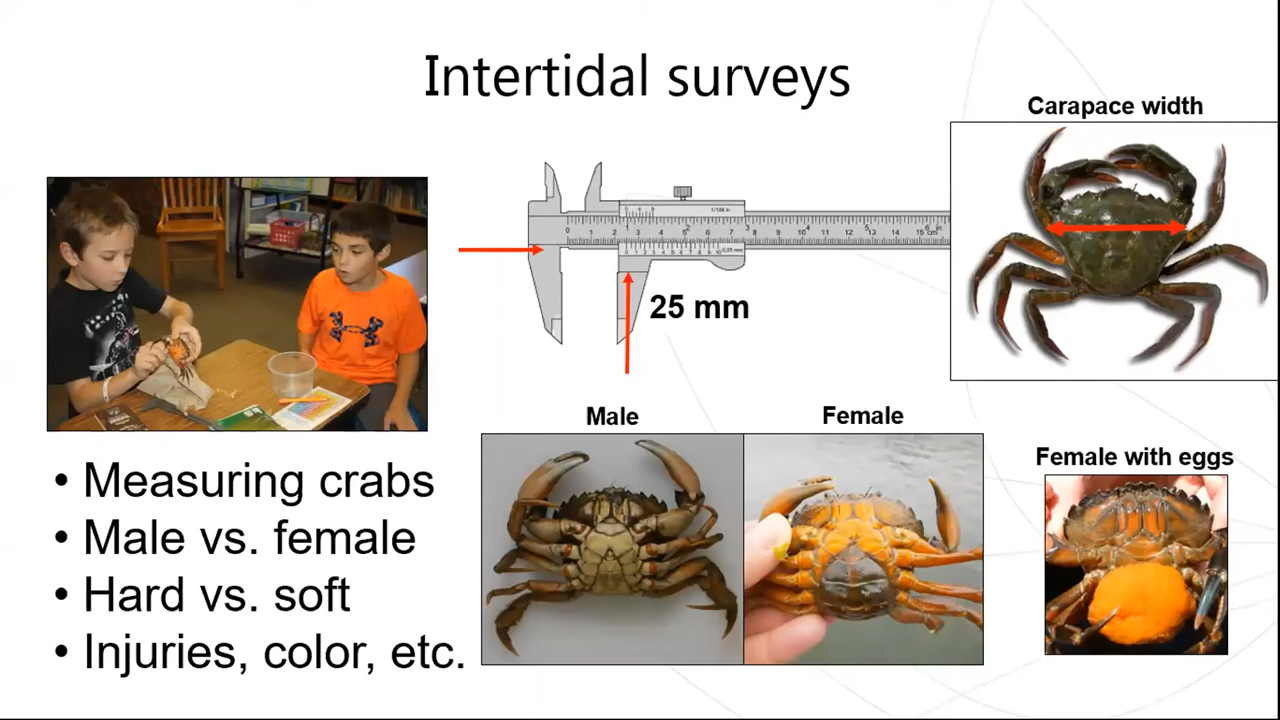 Intertidal surveys
Carapace width
25 mm
Male
Female
Female with eggs
• Measuring crabs
• Male vs. female
• Hard vs. soft
• Injuries, color, etc.